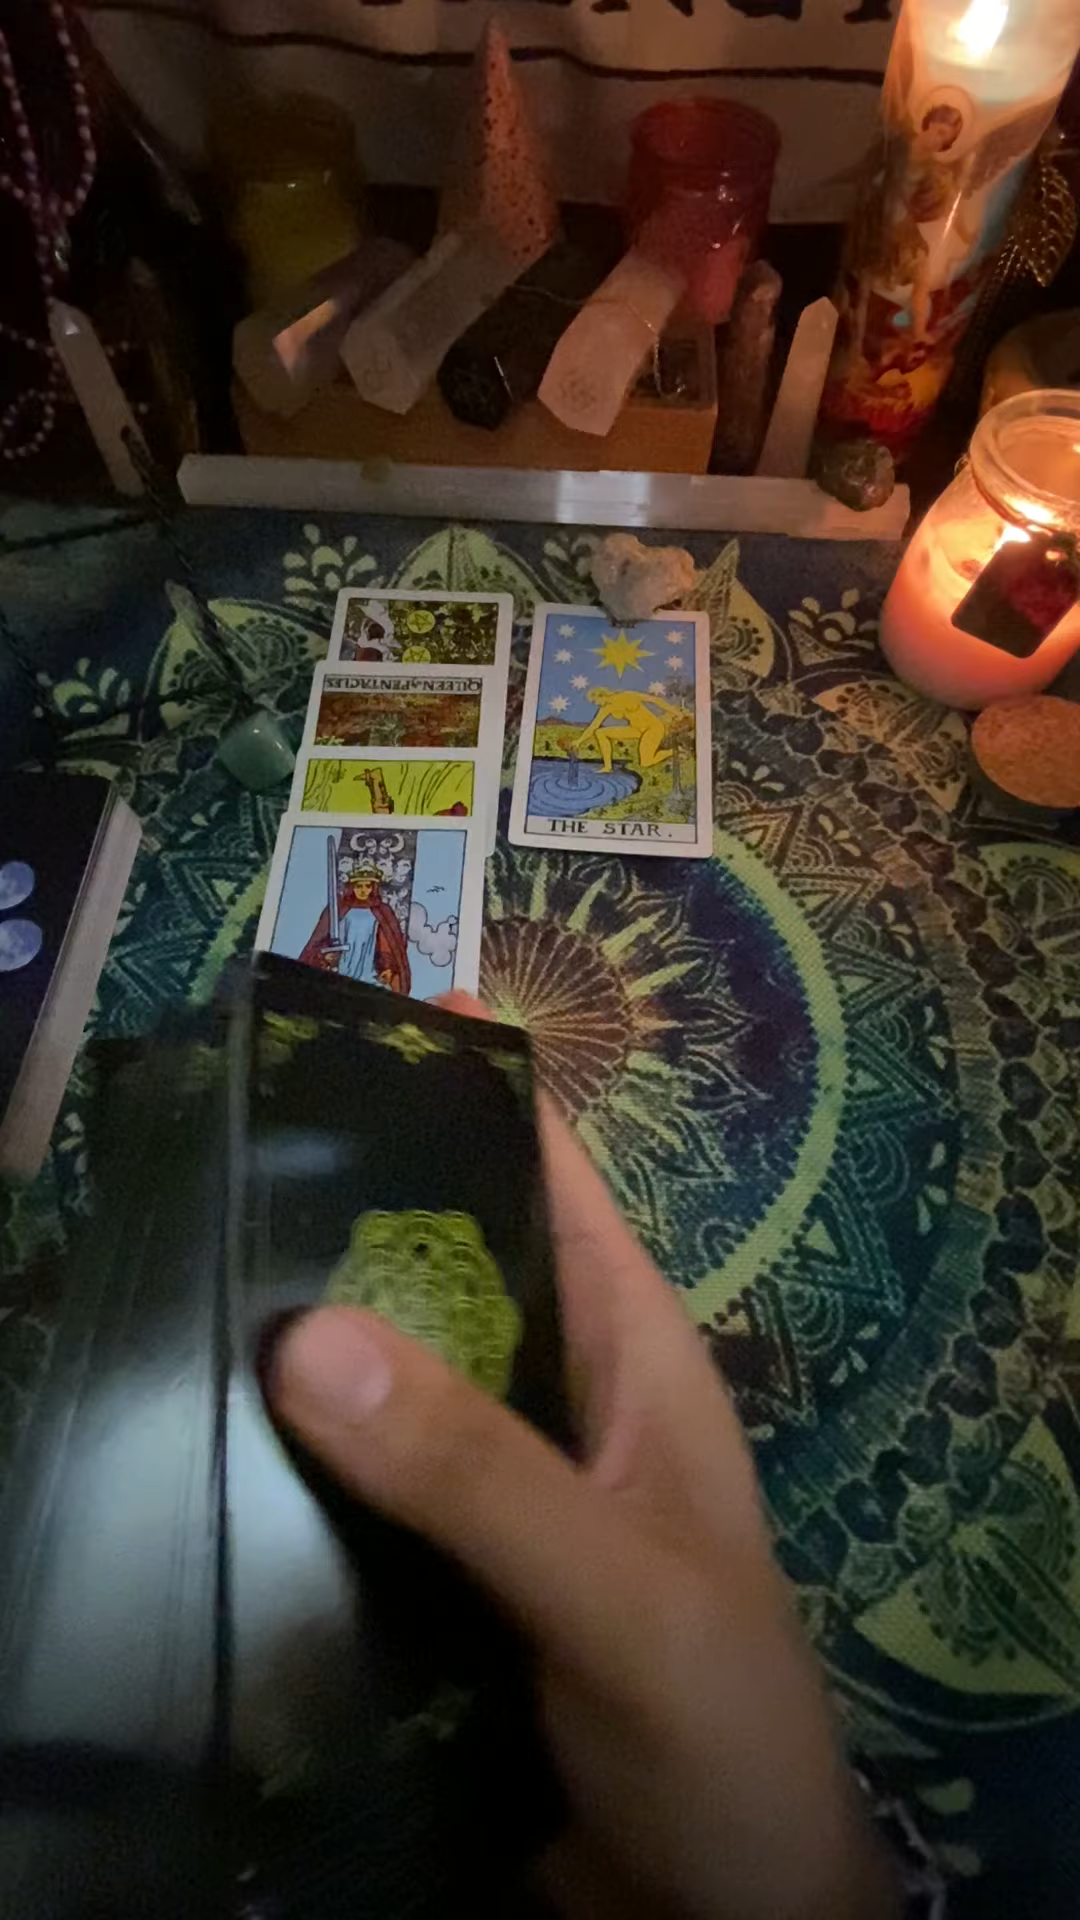 QUEEN of PENTACLES
THE STAR.